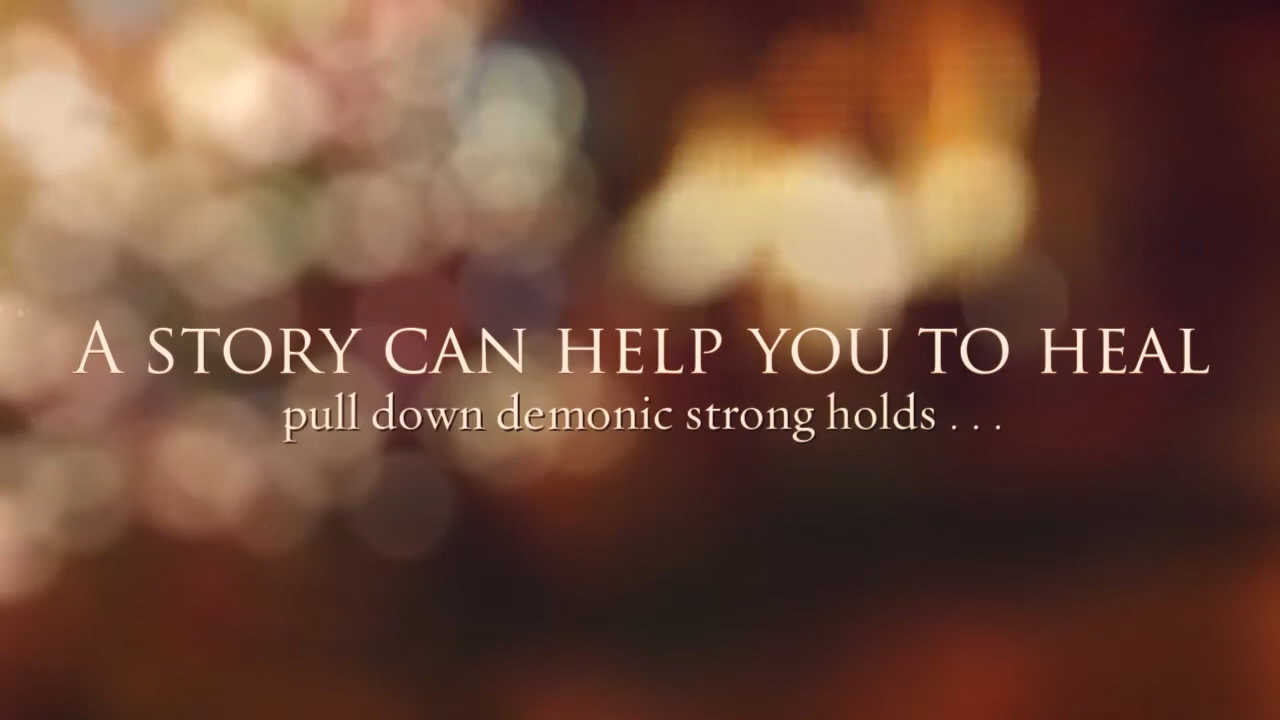 A STORY CAN HELP YOU TO HEAL
pull down demonic strong holds . . .